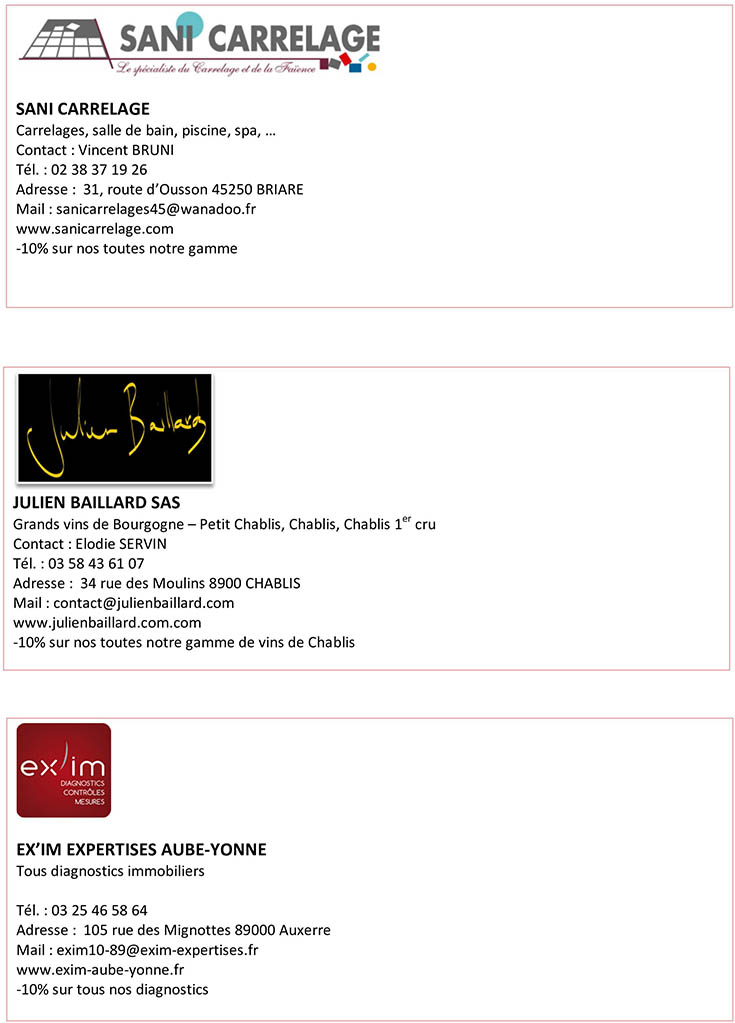 SANI CARRELAGE
Le spécialiste du Carrelage et de la Faïence
SANI CARRELAGE
Carrelages, salle de bain, piscine, spa, …
Contact : Vincent BRUNI
Tél. : 02 38 37 19 26
Adresse :  31, route d’Ousson 45250 BRIARE
Mail : sanicarrelages45@wanadoo.fr
www.sanicarrelage.com
-10% sur nos toutes notre gamme
Julien Baillard
JULIEN BAILLARD SAS
Grands vins de Bourgogne – Petit Chablis, Chablis, Chablis 1er cru
Contact : Elodie SERVIN
Tél. : 03 58 43 61 07
Adresse :  34 rue des Moulins 8900 CHABLIS
Mail : contact@julienbaillard.com
www.julienbaillard.com.com
-10% sur nos toutes notre gamme de vins de Chablis
ex'im
DIAGNOSTICS
CONTRÔLES
MESURES
EX’IM EXPERTISES AUBE-YONNE
Tous diagnostics immobiliers
Tél. : 03 25 46 58 64
Adresse :  105 rue des Mignottes 89000 Auxerre
Mail : exim10-89@exim-expertises.fr
www.exim-aube-yonne.fr
-10% sur tous nos diagnostics